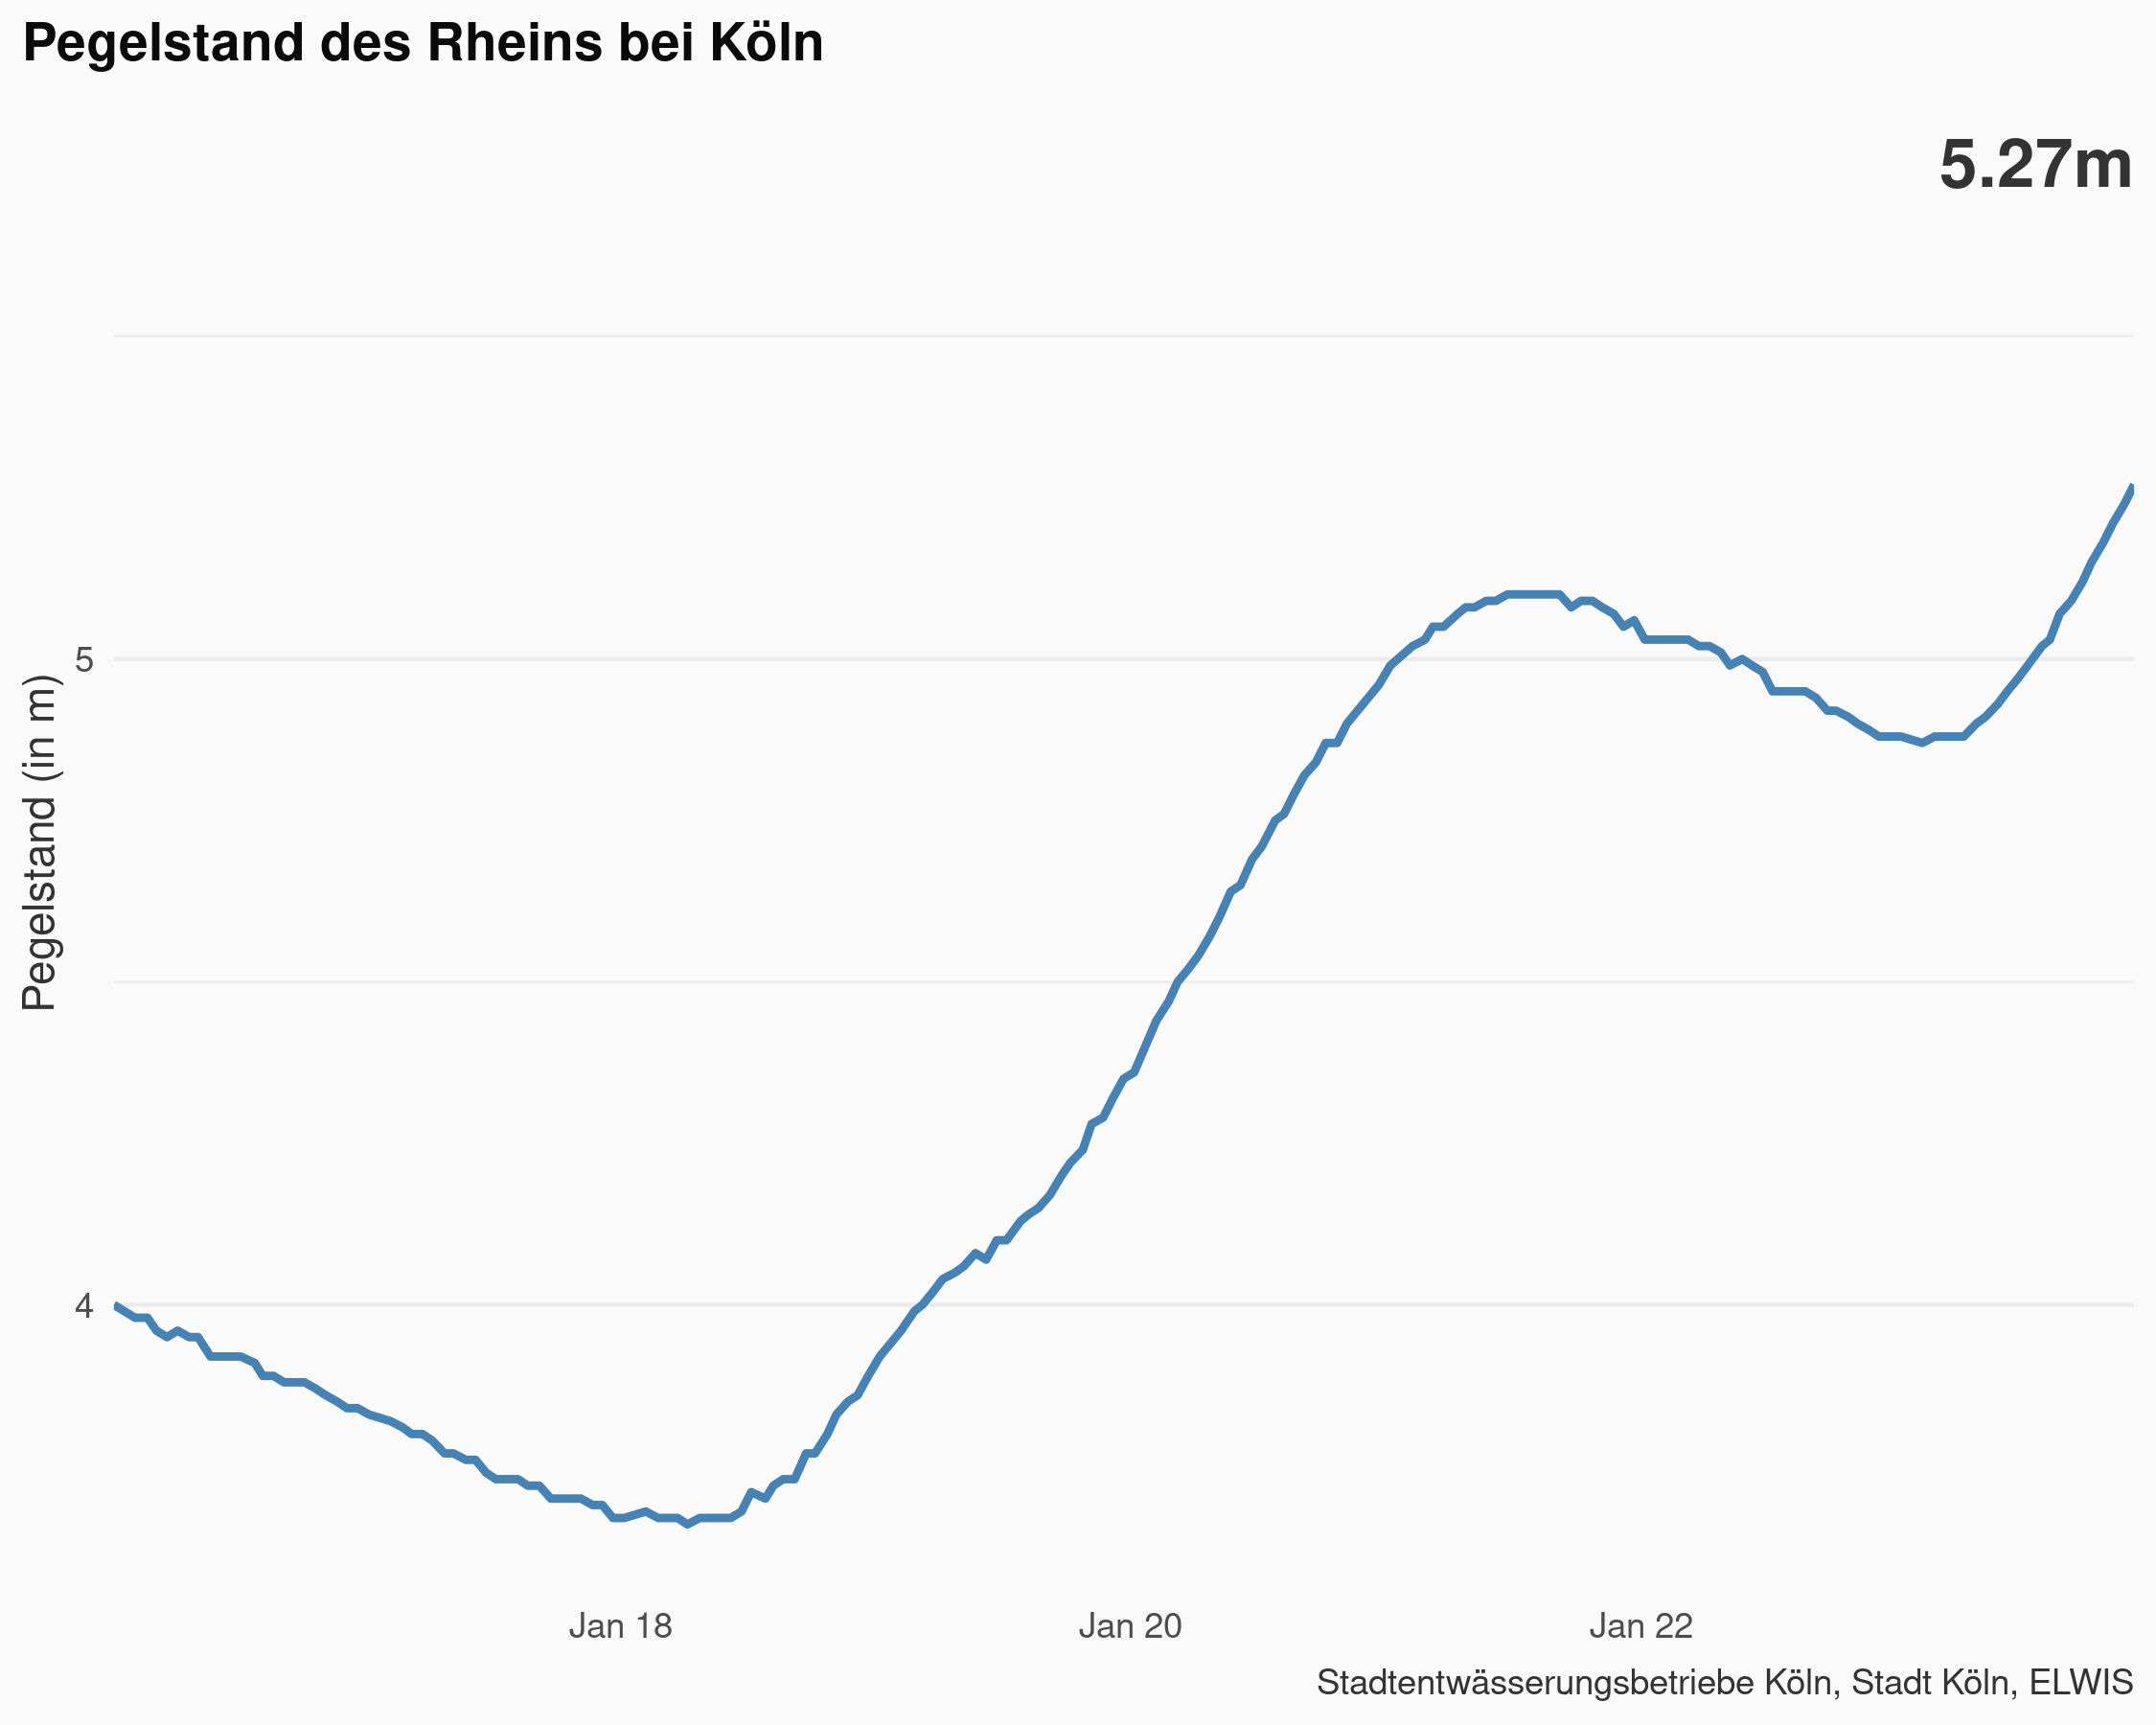 Pegelstand des Rheins bei Köln
5.27m
Pegelstand (in m)
5
4
Jan 18
Jan 20
Jan 22
Stadtentwässerungsbetriebe Köln, Stadt Köln, ELWIS